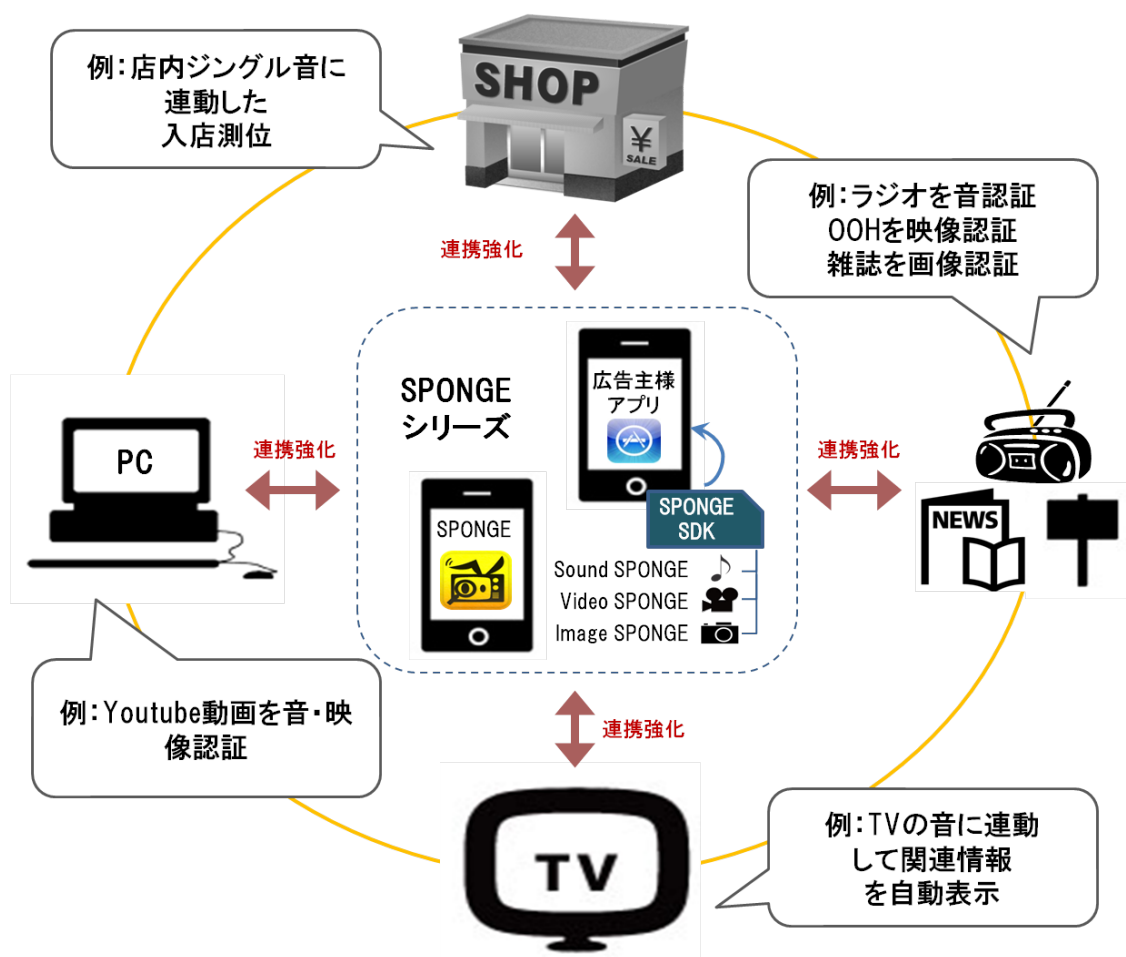 例：店内ジングル音に
連動した
入店測位
SHOP
¥
SALE
例：ラジオを音認証
OOHを映像認証
雑誌を画像認証
連携強化
SPONGE
シリーズ
広告主様
アプリ
PC
連携強化
連携強化
SPONGE
SPONGE
SDK
NEWS
Sound SPONGE
Video SPONGE
Image SPONGE
例：Youtube動画を音・映
像認証
連携強化
TV
例：TVの音に連動
して関連情報
を自動表示